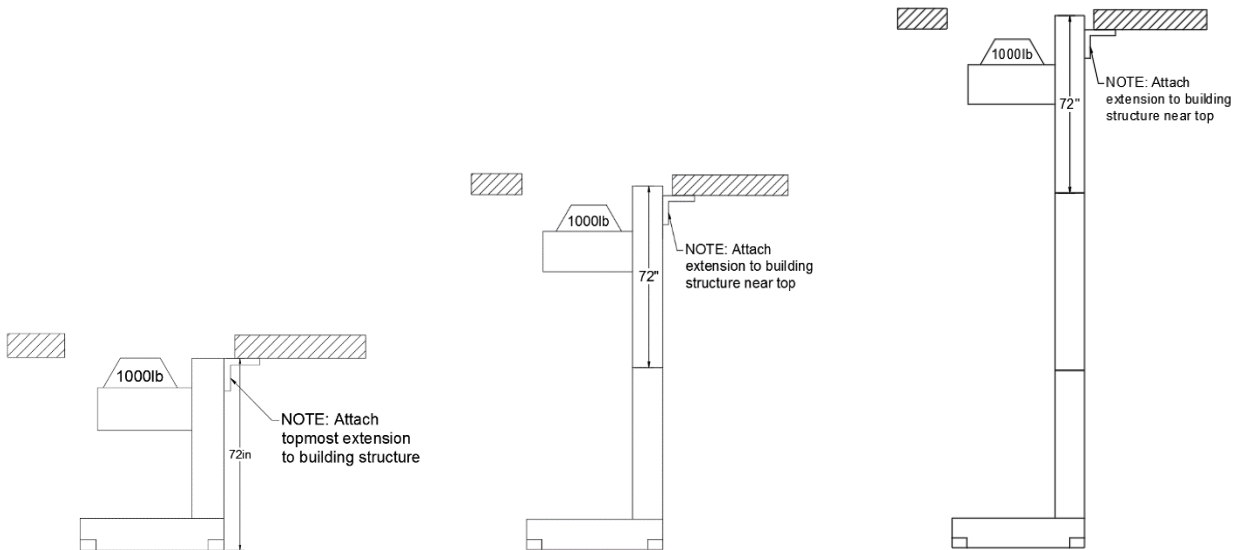 1000lb
NOTE: Attach
topmost extension
to building structure
72in
1000lb
72"
NOTE: Attach
extension to building
structure near top
1000lb
72"
NOTE: Attach
extension to building
structure near top